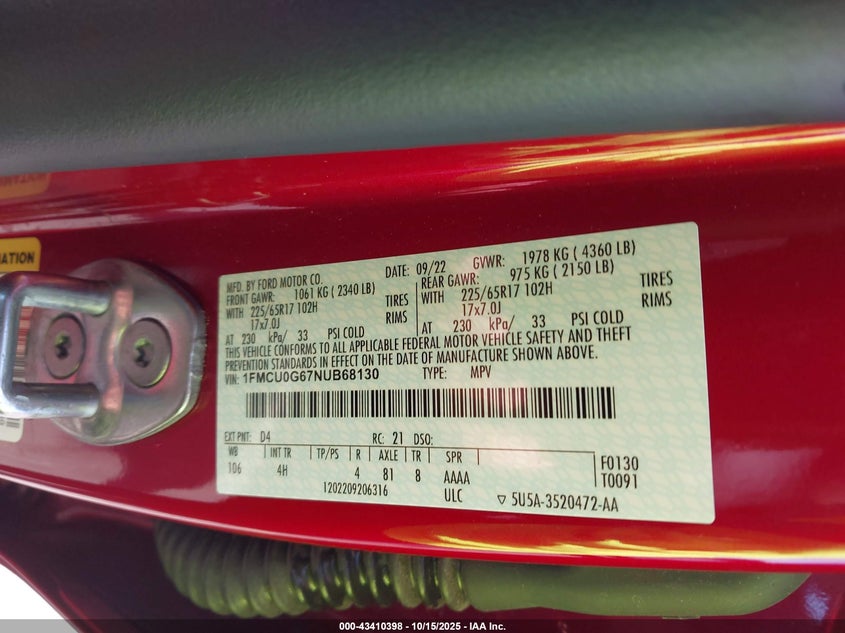 MATION
MFD. BY FORD MOTOR CO. DATE: 09/22 GVWR: 1978 KG ( 4360 LB)
FRONT GAWR: 1061 KG ( 2340 LB) REAR GAWR: 975 KG ( 2150 LB)
WITH 225/65R17 102H TIRES WITH 225/65R17 102H TIRES
17x7.0J RIMS 17x7.0J RIMS
AT 230 kPa/ 33 PSI COLD AT 230 kPa/ 33 PSI COLD
THIS VEHICLE CONFORMS TO ALL APPLICABLE FEDERAL MOTOR VEHICLE SAFETY AND THEFT
PREVENTION STANDARDS IN EFFECT ON THE DATE OF MANUFACTURE SHOWN ABOVE.
VIN: 1FMCU0G67NUB68130 TYPE: MPV
EXT PNT: D4 RC: 21 DSO:
WB INT TR TP/PS R AXLE TR SPR
106 4H 4 81 8 AAAA
ULC
F0130
T0091
1202209206316
5U5A-3520472-AA
000-43410398 - 10/15/2025 - IAA Inc.